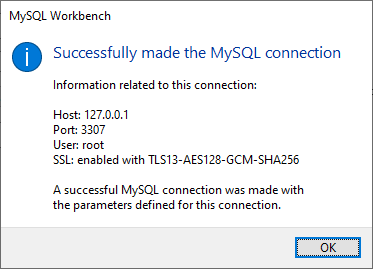 MySQL Workbench
Successfully made the MySQL connection
Information related to this connection:
Host: 127.0.0.1
Port: 3307
User: root
SSL: enabled with TLS13-AES128-GCM-SHA256
A successful MySQL connection was made with
the parameters defined for this connection.
OK